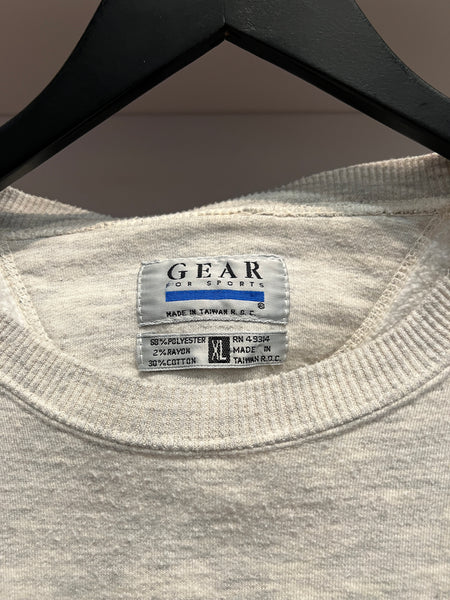 GEAR
FOR SPORTS
®
MADE IN TAIWAN R.O.C.
68%POLYESTER
2%RAYON
30%COTTON
XL
RN 49314
MADE IN
TAIWAN R.O.C.